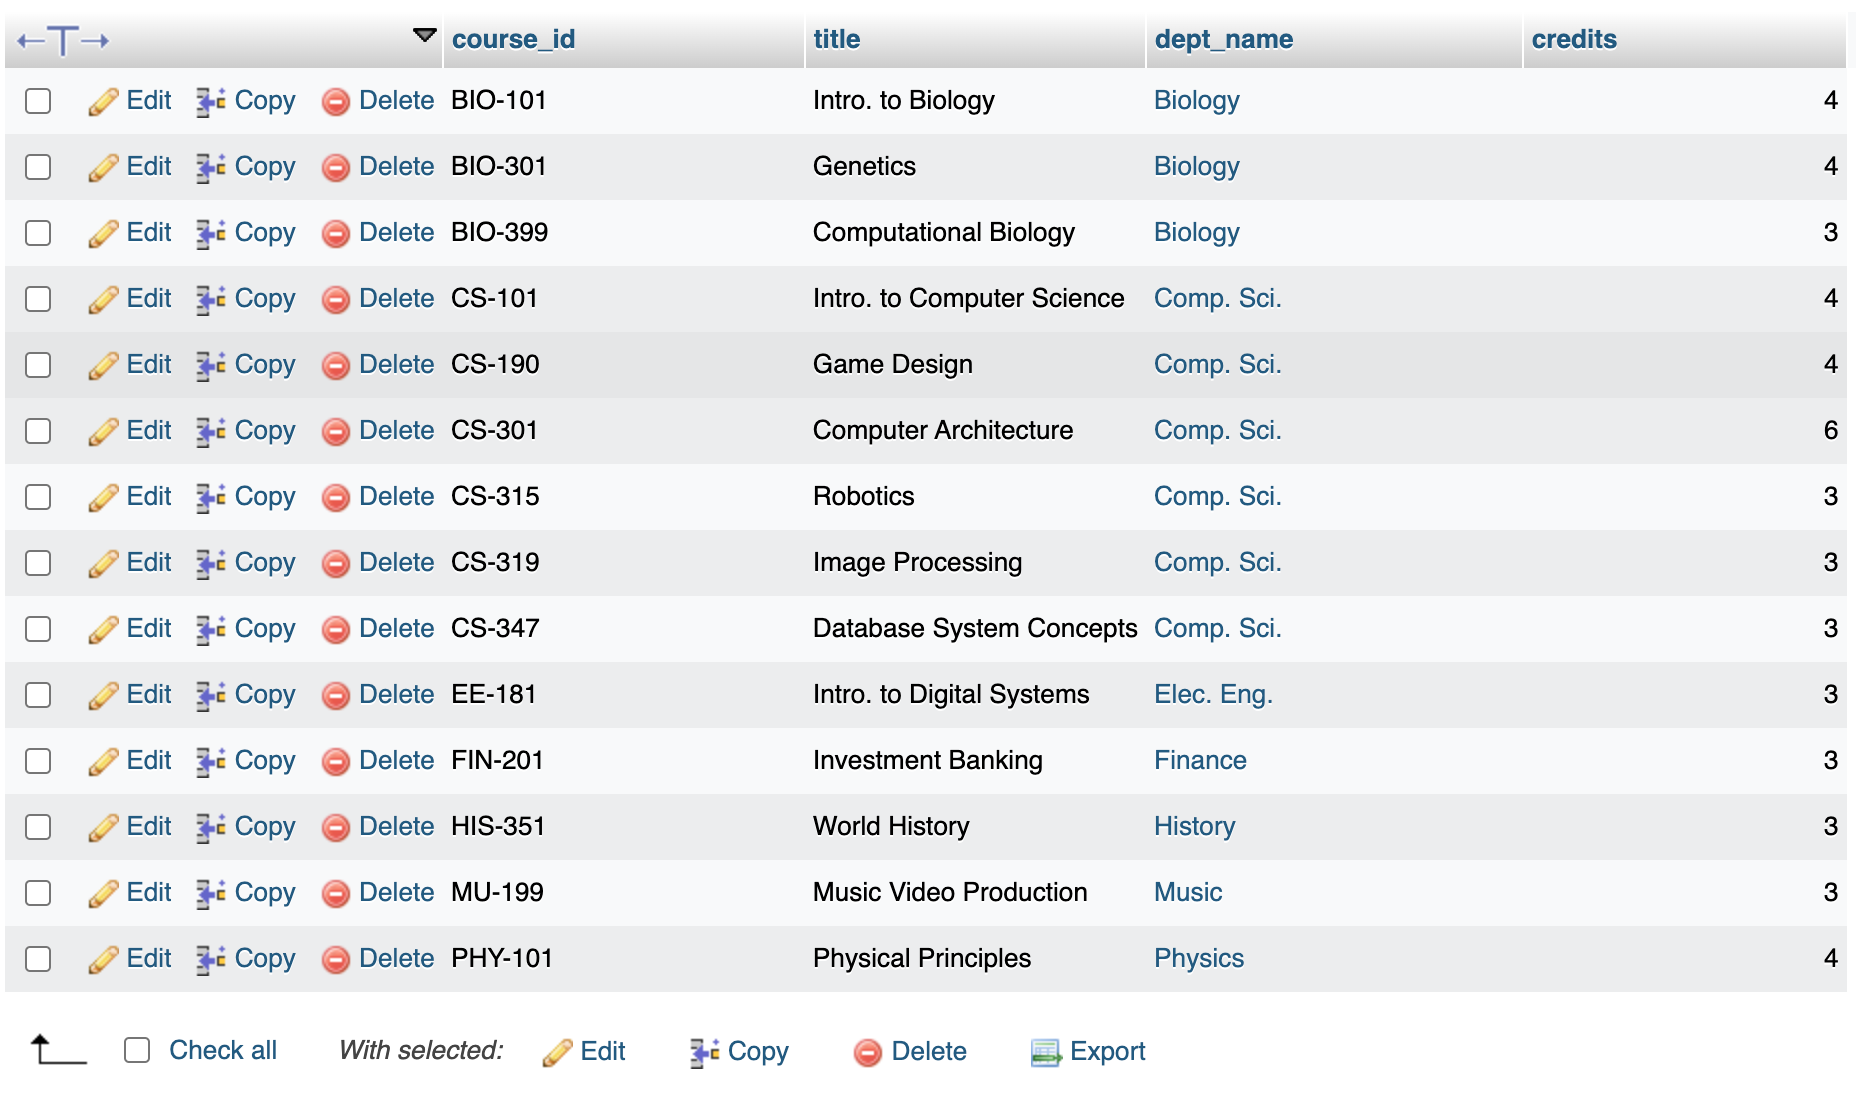 course_id title dept_name credits
Edit Copy Delete BIO-101 Intro. to Biology Biology 4
Edit Copy Delete BIO-301 Genetics Biology 4
Edit Copy Delete BIO-399 Computational Biology Biology 3
Edit Copy Delete CS-101 Intro. to Computer Science Comp. Sci. 4
Edit Copy Delete CS-190 Game Design Comp. Sci. 4
Edit Copy Delete CS-301 Computer Architecture Comp. Sci. 6
Edit Copy Delete CS-315 Robotics Comp. Sci. 3
Edit Copy Delete CS-319 Image Processing Comp. Sci. 3
Edit Copy Delete CS-347 Database System Concepts Comp. Sci. 3
Edit Copy Delete EE-181 Intro. to Digital Systems Elec. Eng. 3
Edit Copy Delete FIN-201 Investment Banking Finance 3
Edit Copy Delete HIS-351 World History History 3
Edit Copy Delete MU-199 Music Video Production Music 3
Edit Copy Delete PHY-101 Physical Principles Physics 4
Check all With selected: Edit Copy Delete Export